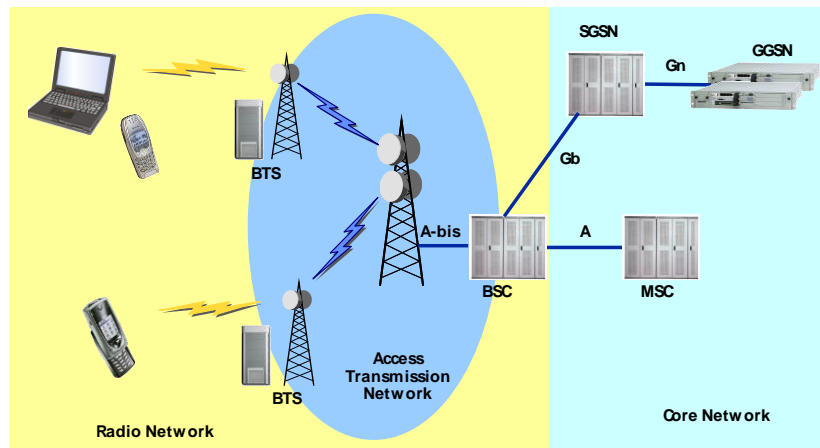 SGSN
GGSN
Gn
BTS
Gb
A-bis
A
BSC
MSC
Access
Transmission
Network
BTS
Radio Network
Core Network